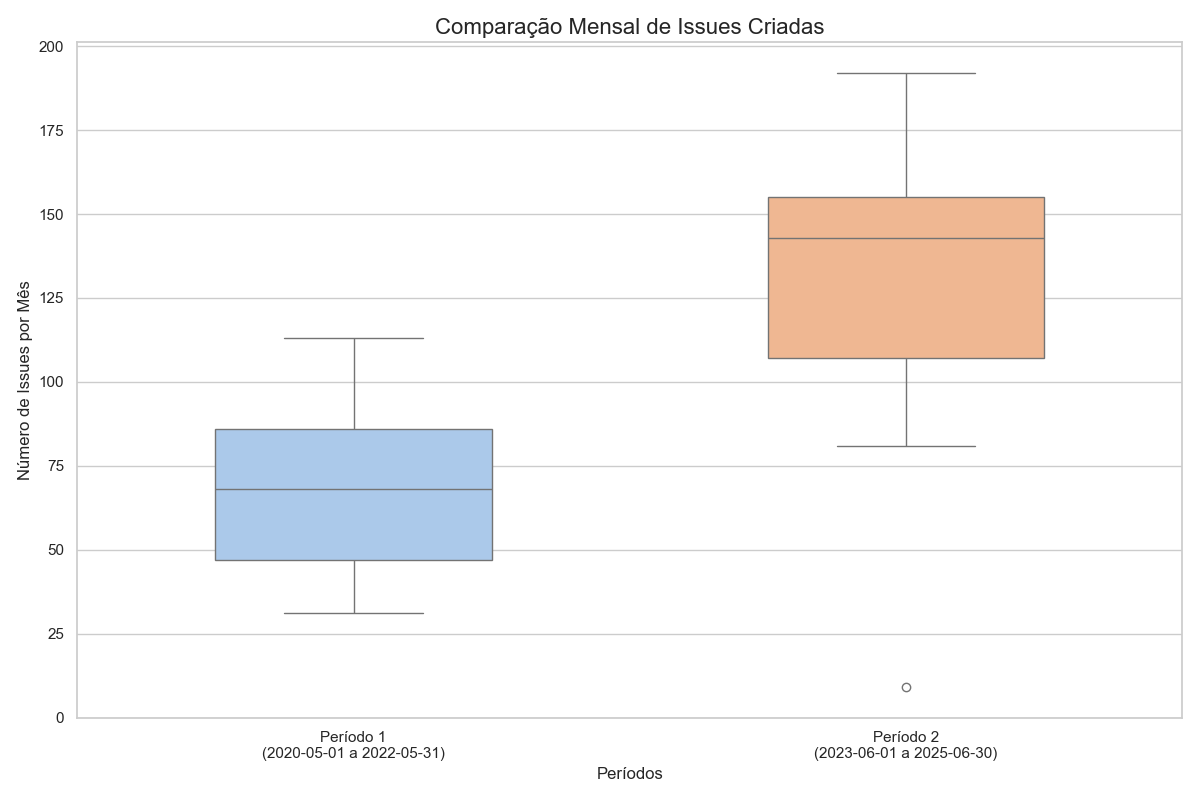 Comparação Mensal de Issues Criadas
Número de Issues por Mês
200
175
150
125
100
75
50
25
0
Período 1
(2020-05-01 a 2022-05-31)
Período 2
(2023-06-01 a 2025-06-30)
Períodos